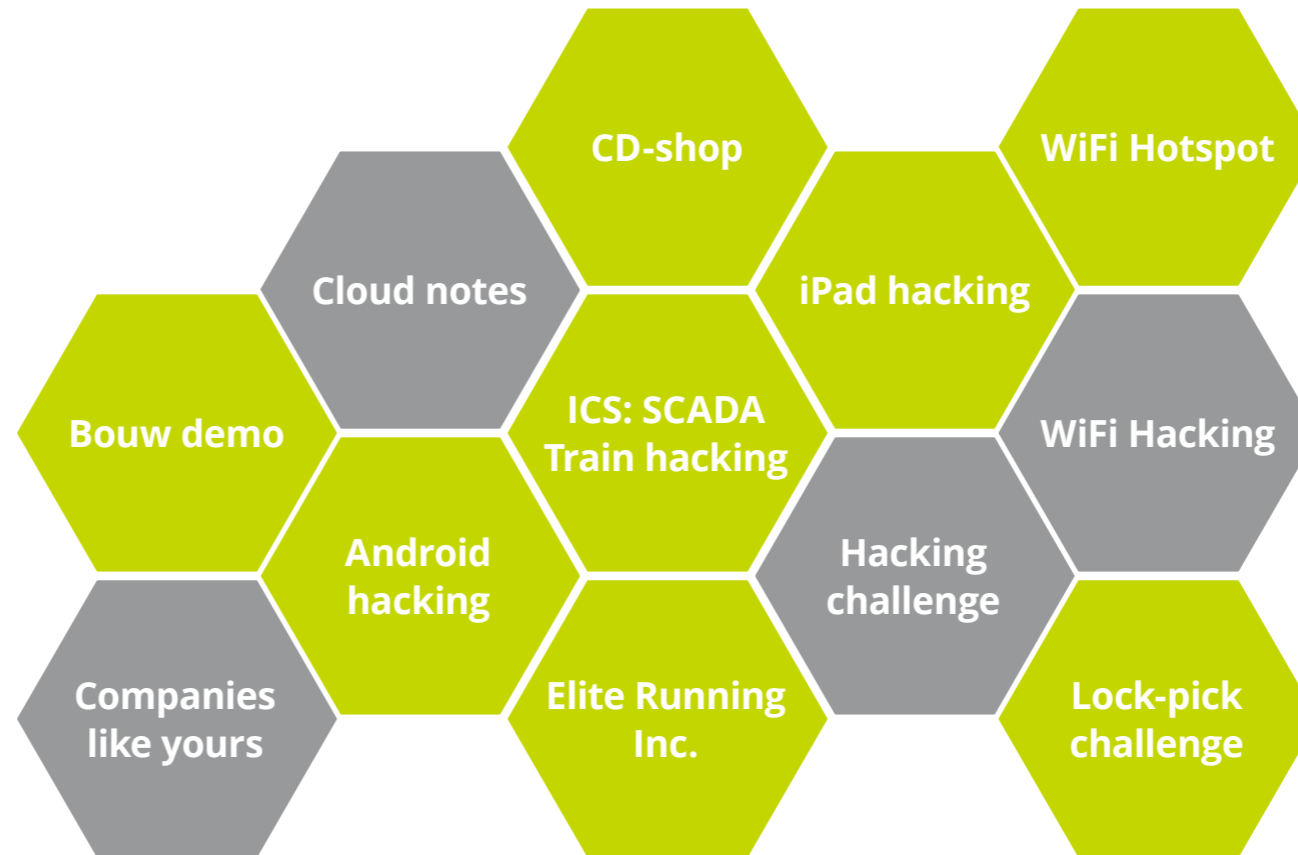 CD-shop
WiFi Hotspot
Cloud notes
iPad hacking
Bouw demo
ICS: SCADA
Train hacking
WiFi Hacking
Android
hacking
Hacking
challenge
Companies
like yours
Elite Running
Inc.
Lock-pick
challenge